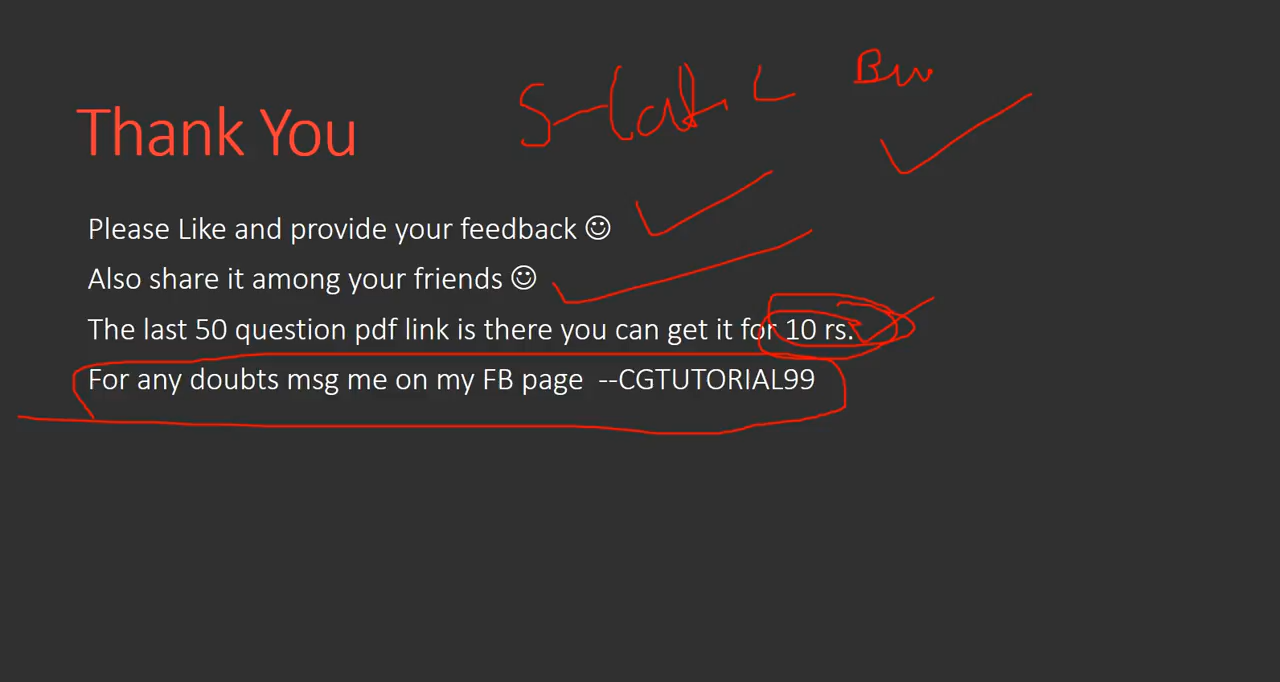 Thank You
Please Like and provide your feedback ☺
Also share it among your friends ☺
The last 50 question pdf link is there you can get it for 10 rs.
For any doubts msg me on my FB page --CGTUTORIAL99